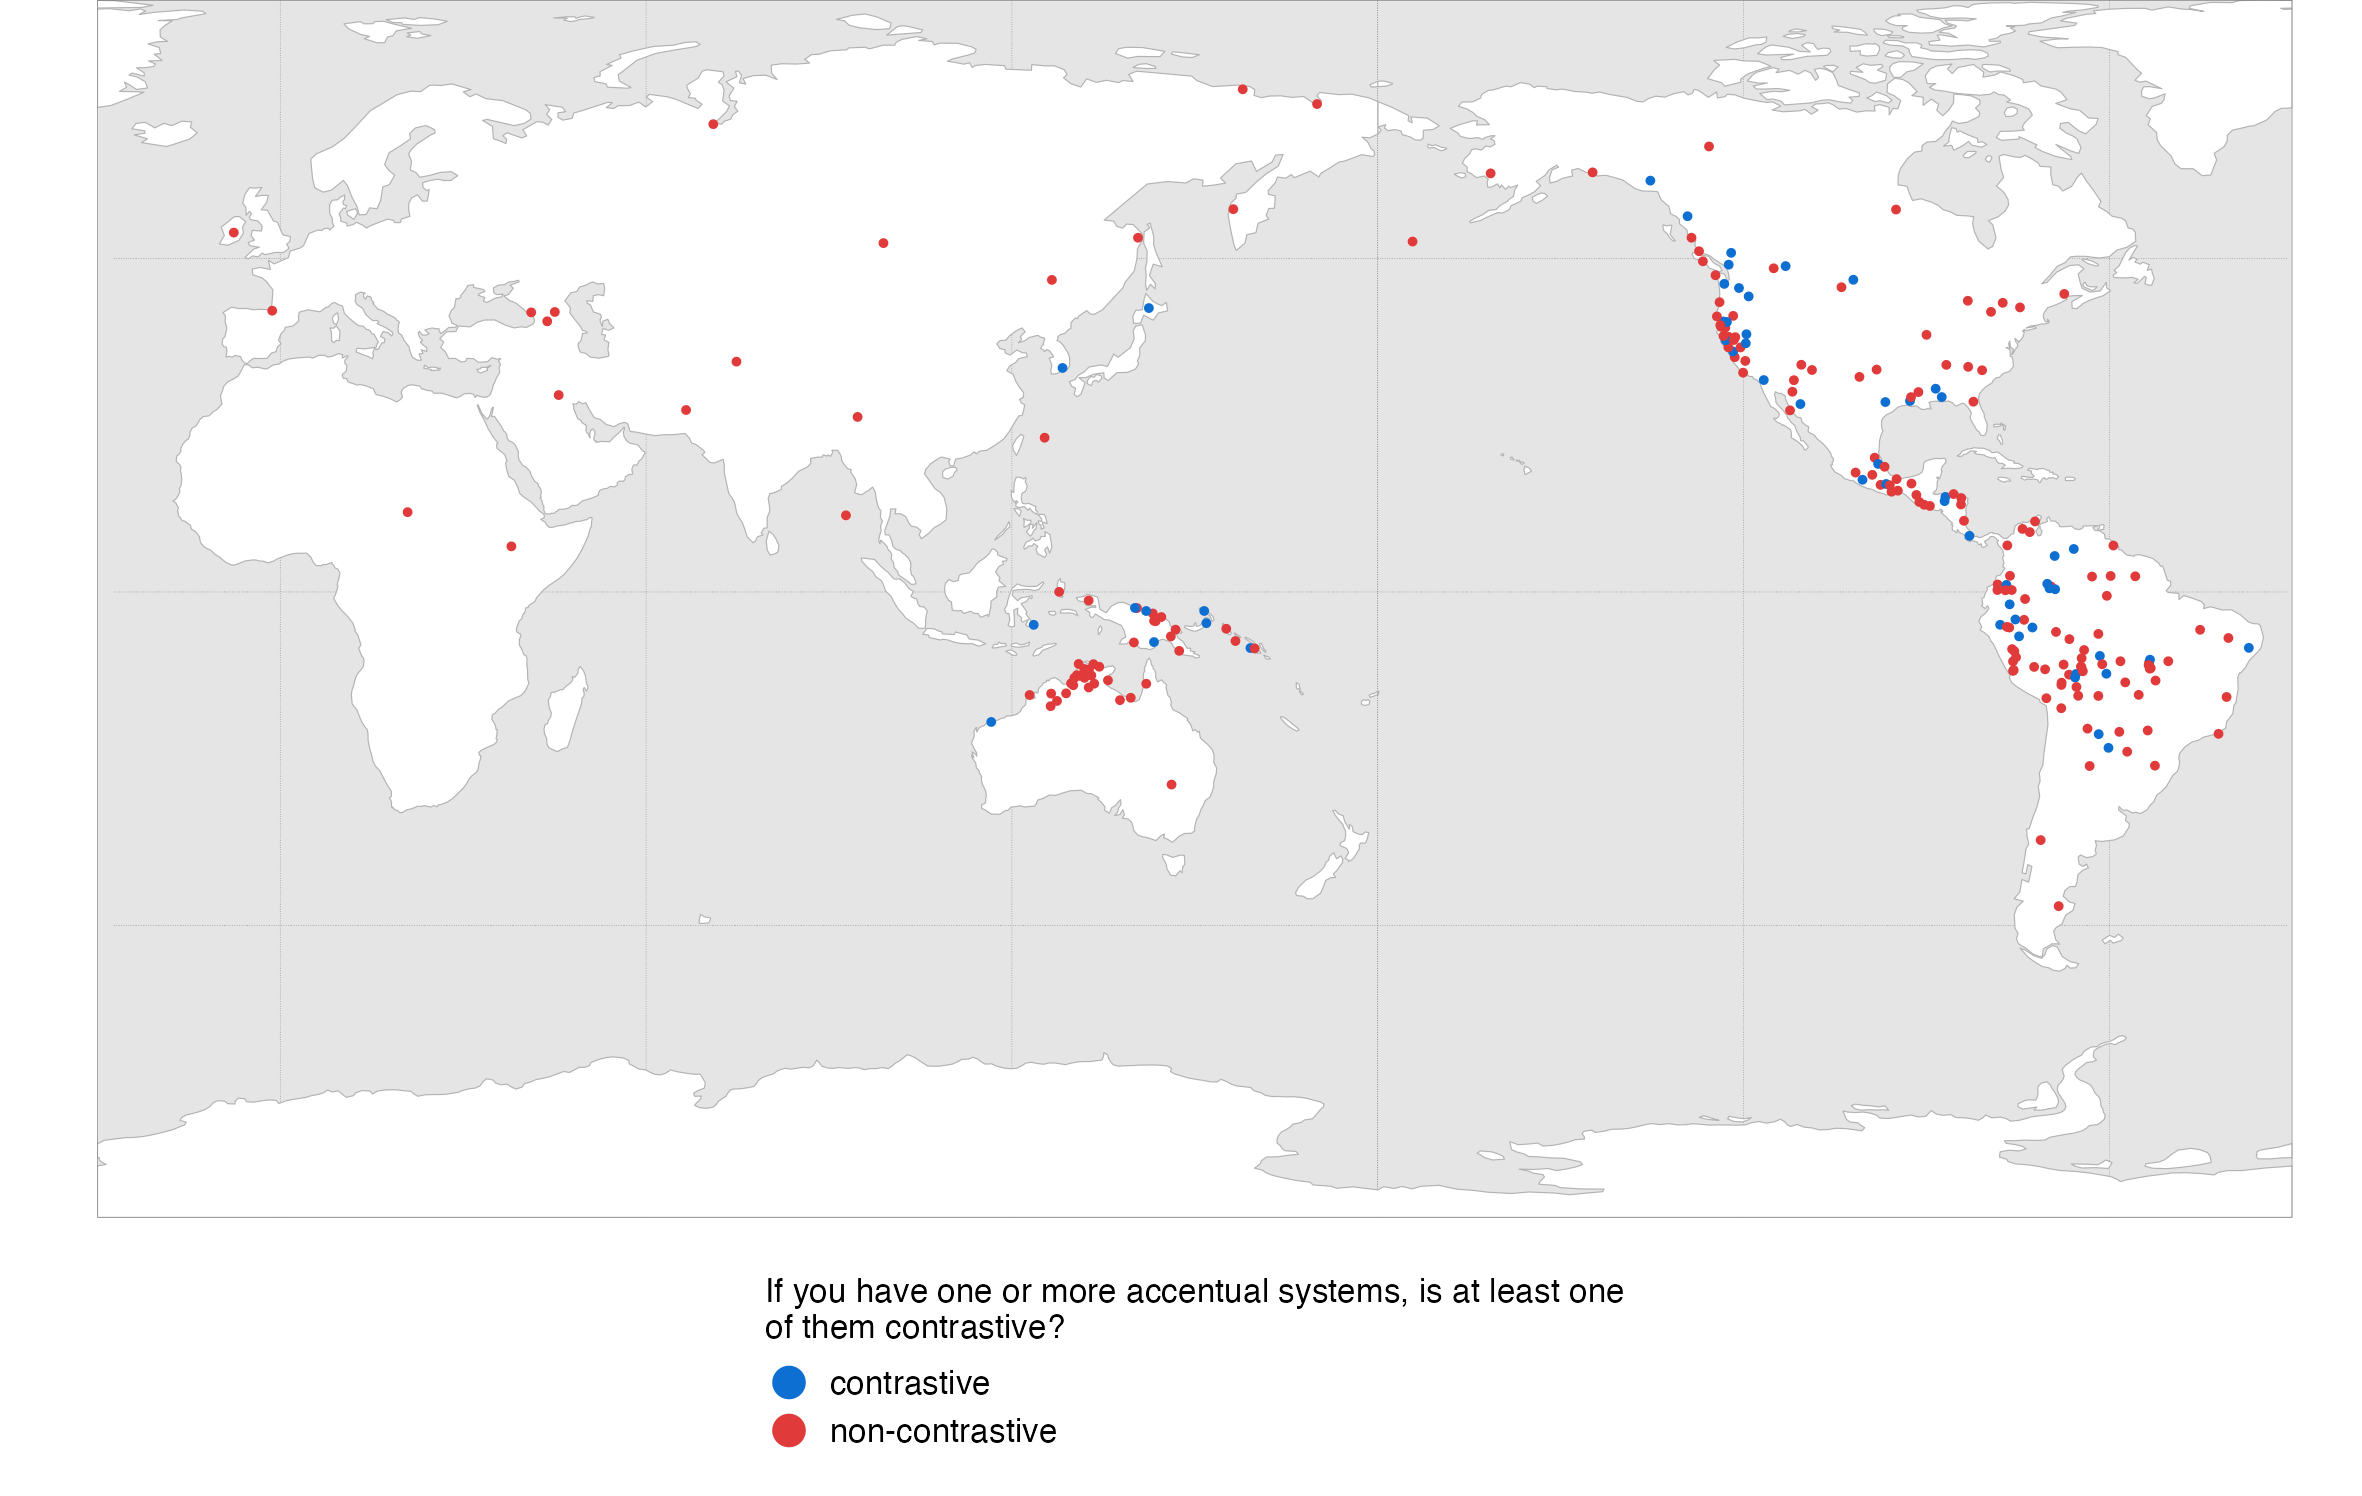 If you have one or more accentual systems, is at least one
of them contrastive?
contrastive
non-contrastive